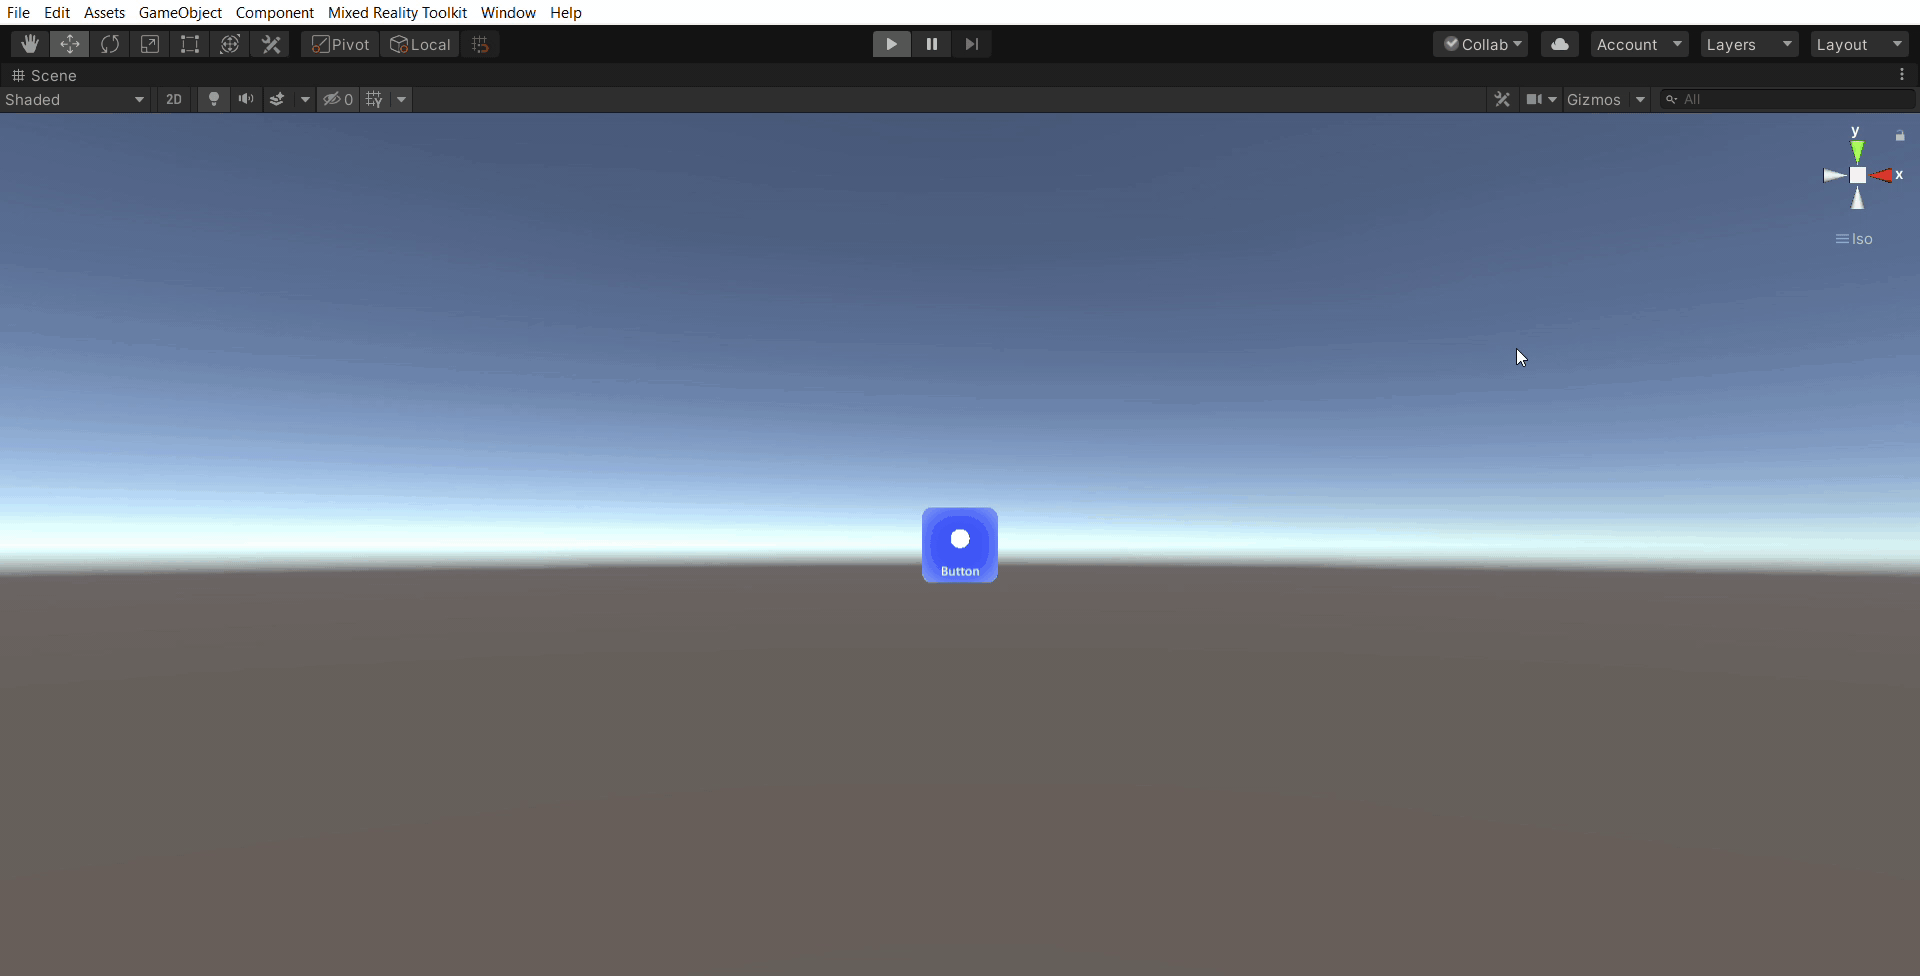 File Edit Assets GameObject Component Mixed Reality Toolkit Window Help
Pivot Local Collab Account Layers Layout
Scene
Shaded 2D 0 Gizmos All
y
x
Iso
Button